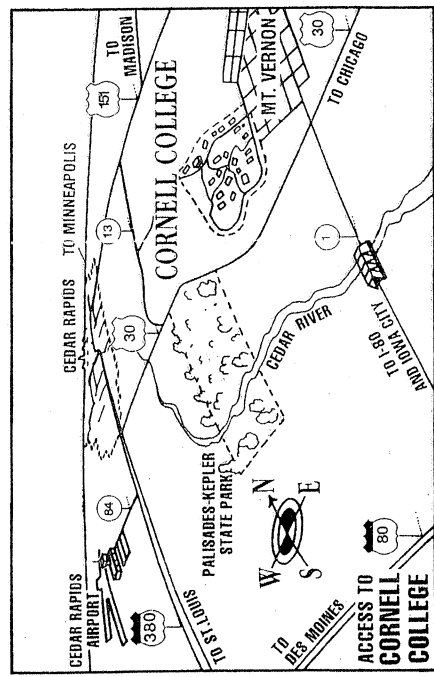 CEDAR RAPIDS
AIRPORT
84
380
TO ST. LOUIS
CEDAR RAPIDS
TO MINNEAPOLIS
30
13
151
TO
MADISON
CORNELL COLLEGE
MT. VERNON
30
TO CHICAGO
PALISADES-KEPLER
STATE PARK
CEDAR RIVER
1
TO I-80
AND IOWA CITY
N
W
E
S
TO
DES MOINES
80
ACCESS TO
CORNELL
COLLEGE